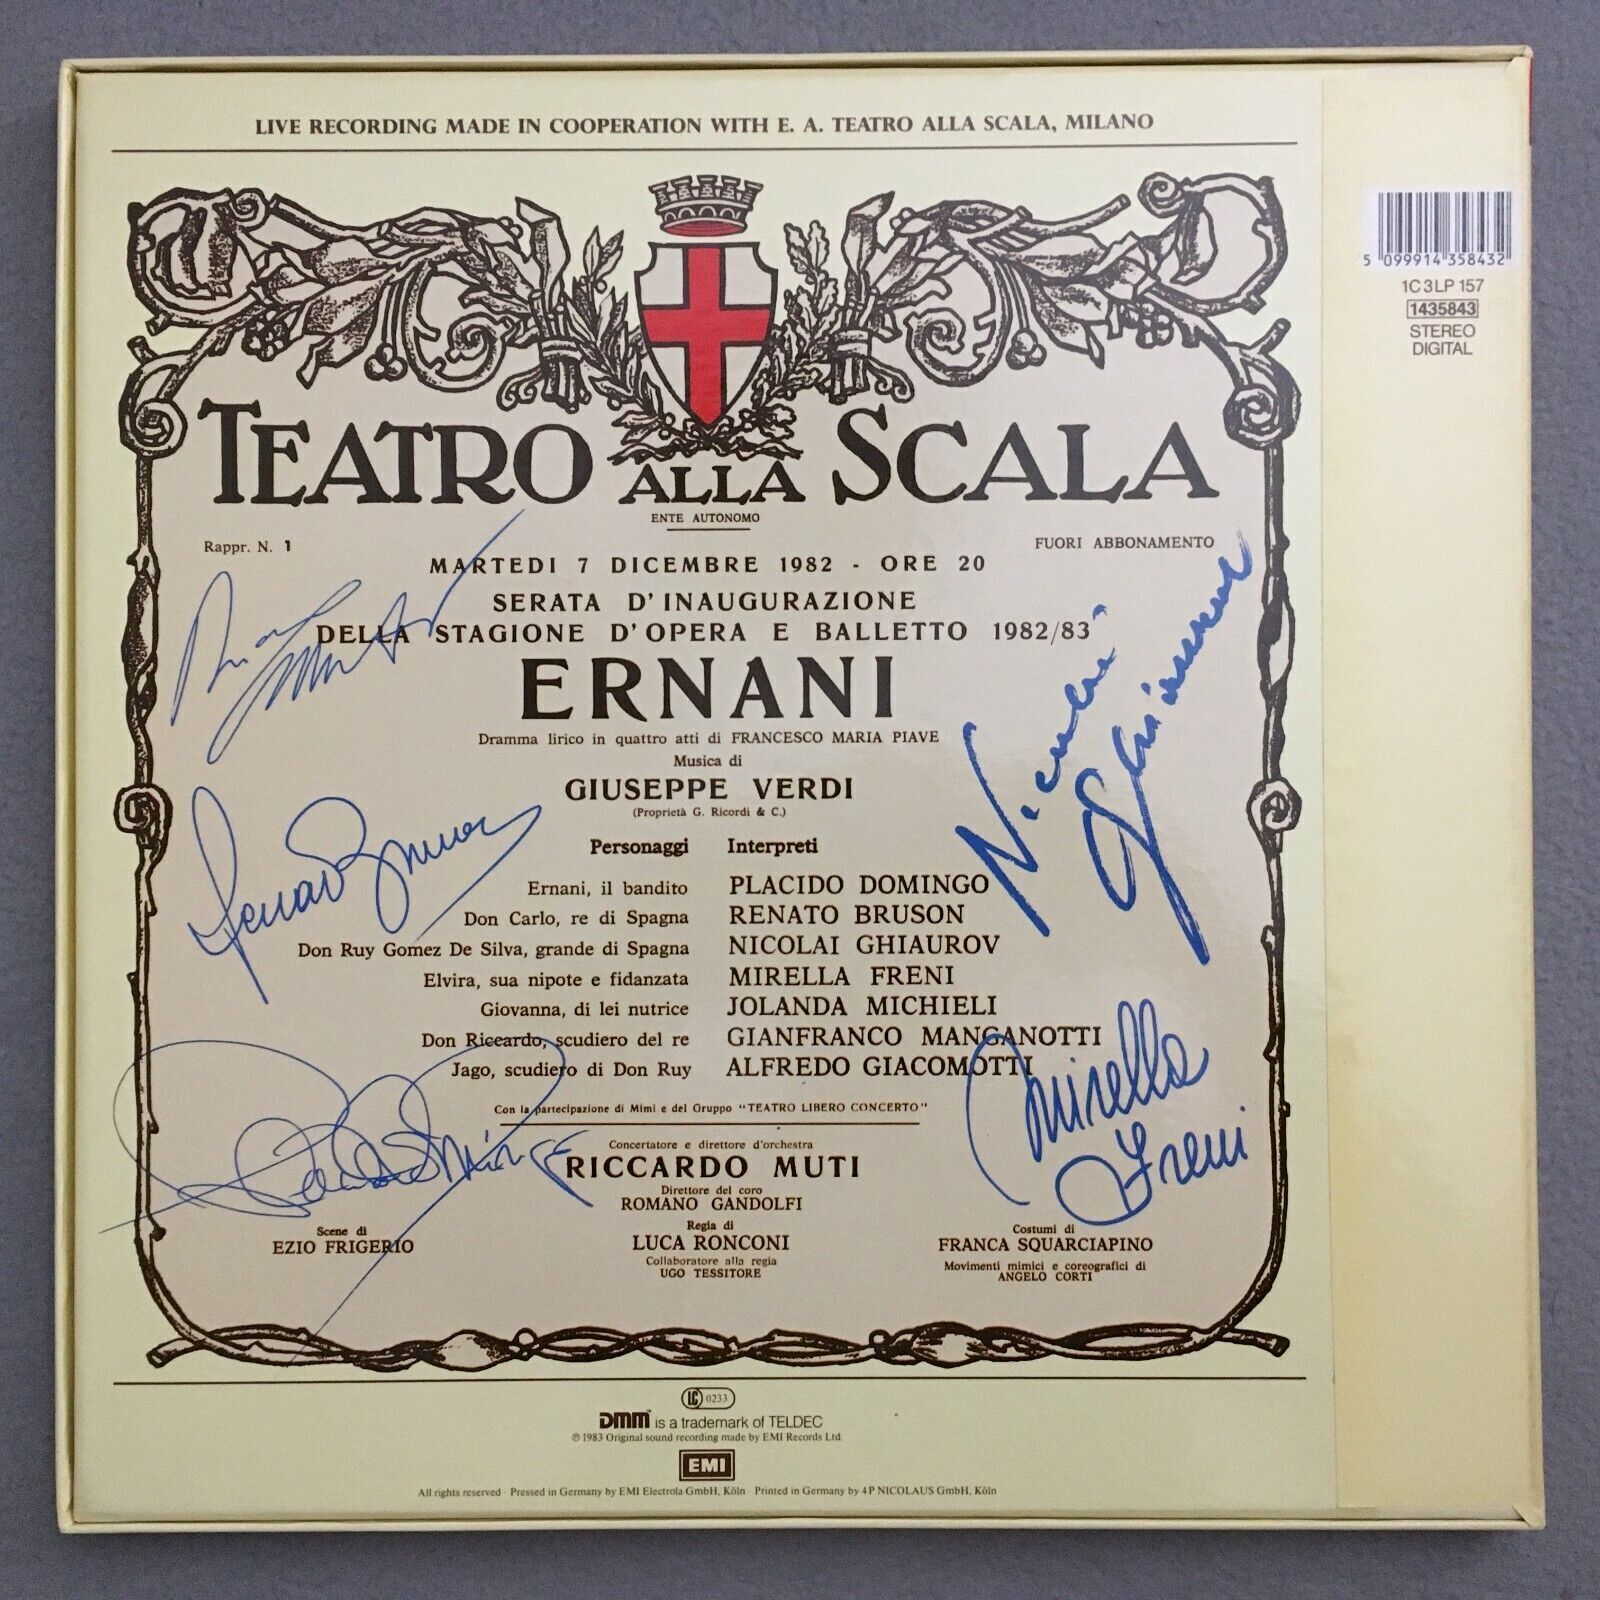 LIVE RECORDING MADE IN COOPERATION WITH E. A. TEATRO ALLA SCALA, MILANO
5 099914 358432
1C 3 LP 157
1435843
STEREO
DIGITAL
TEATRO ALLA SCALA
ENTE AUTONOMO
Rappr. N. 1
FUORI ABBONAMENTO
MARTEDI 7 DICEMBRE 1982 - ORE 20
SERATA D'INAUGURAZIONE
DELLA STAGIONE D'OPERA E BALLETTO 1982/83
ERNANI
Dramma lirico in quattro atti di FRANCESCO MARIA PIAVE
Musica di
GIUSEPPE VERDI
(Proprietà G. Ricordi & C.)
Personaggi Interpreti
Ernani, il bandito PLACIDO DOMINGO
Don Carlo, re di Spagna RENATO BRUSON
Don Ruy Gomez De Silva, grande di Spagna NICOLAI GHIAUROV
Elvira, sua nipote e fidanzata MIRELLA FRENI
Giovanna, di lei nutrice JOLANDA MICHIELI
Don Riccardo, scudiero del re GIANFRANCO MANGANOTTI
Jago, scudiero di Don Ruy ALFREDO GIACOMOTTI
Con la partecipazione di Mimi e del Gruppo "TEATRO LIBERO CONCERTO"
Concertatore e direttore d'orchestra
RICCARDO MUTI
Direttore del coro
ROMANO GANDOLFI
Scene di
EZIO FRIGERIO
Regia di
LUCA RONCONI
Collaboratore alla regia
UGO TESSITORE
Costumi di
FRANCA SQUARCIAPINO
Movimenti mimici e coreografici di
ANGELO CORTI
Nicolai
Ghiaurov
Mirella
Freni
Renato Bruson
Placido Domingo
LC 0233
DMM is a trademark of TELDEC
℗ 1983 Original sound recording made by EMI Records Ltd.
EMI
All rights reserved · Pressed in Germany by EMI Electrola GmbH, Köln · Printed in Germany by 4P NICOLAUS GmbH, Köln